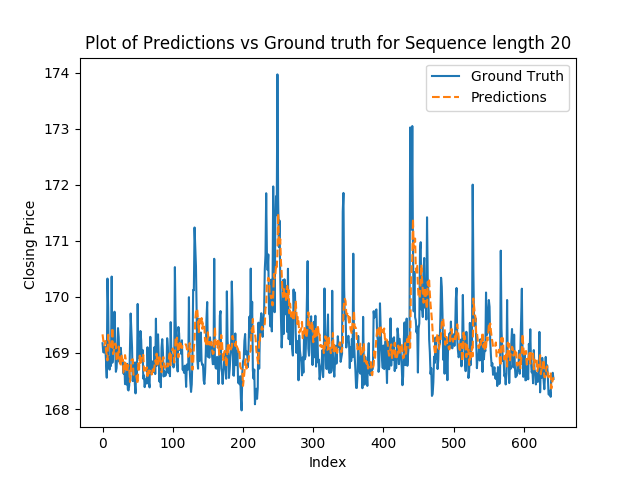 Plot of Predictions vs Ground truth for Sequence length 20
Ground Truth
Predictions
174
173
172
171
170
169
168
Closing Price
0 100 200 300 400 500 600
Index